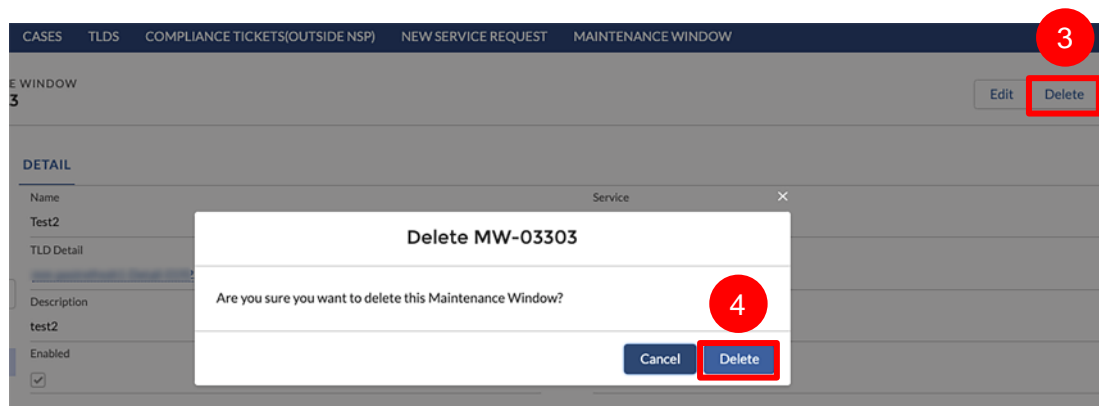 CASES TLDS COMPLIANCE TICKETS(OUTSIDE NSP) NEW SERVICE REQUEST MAINTENANCE WINDOW
3
E WINDOW
3
Edit Delete
DETAIL
Name Service
Test2
TLD Detail
Description
test2
Enabled
×
Delete MW-03303
Are you sure you want to delete this Maintenance Window?
4
Cancel Delete